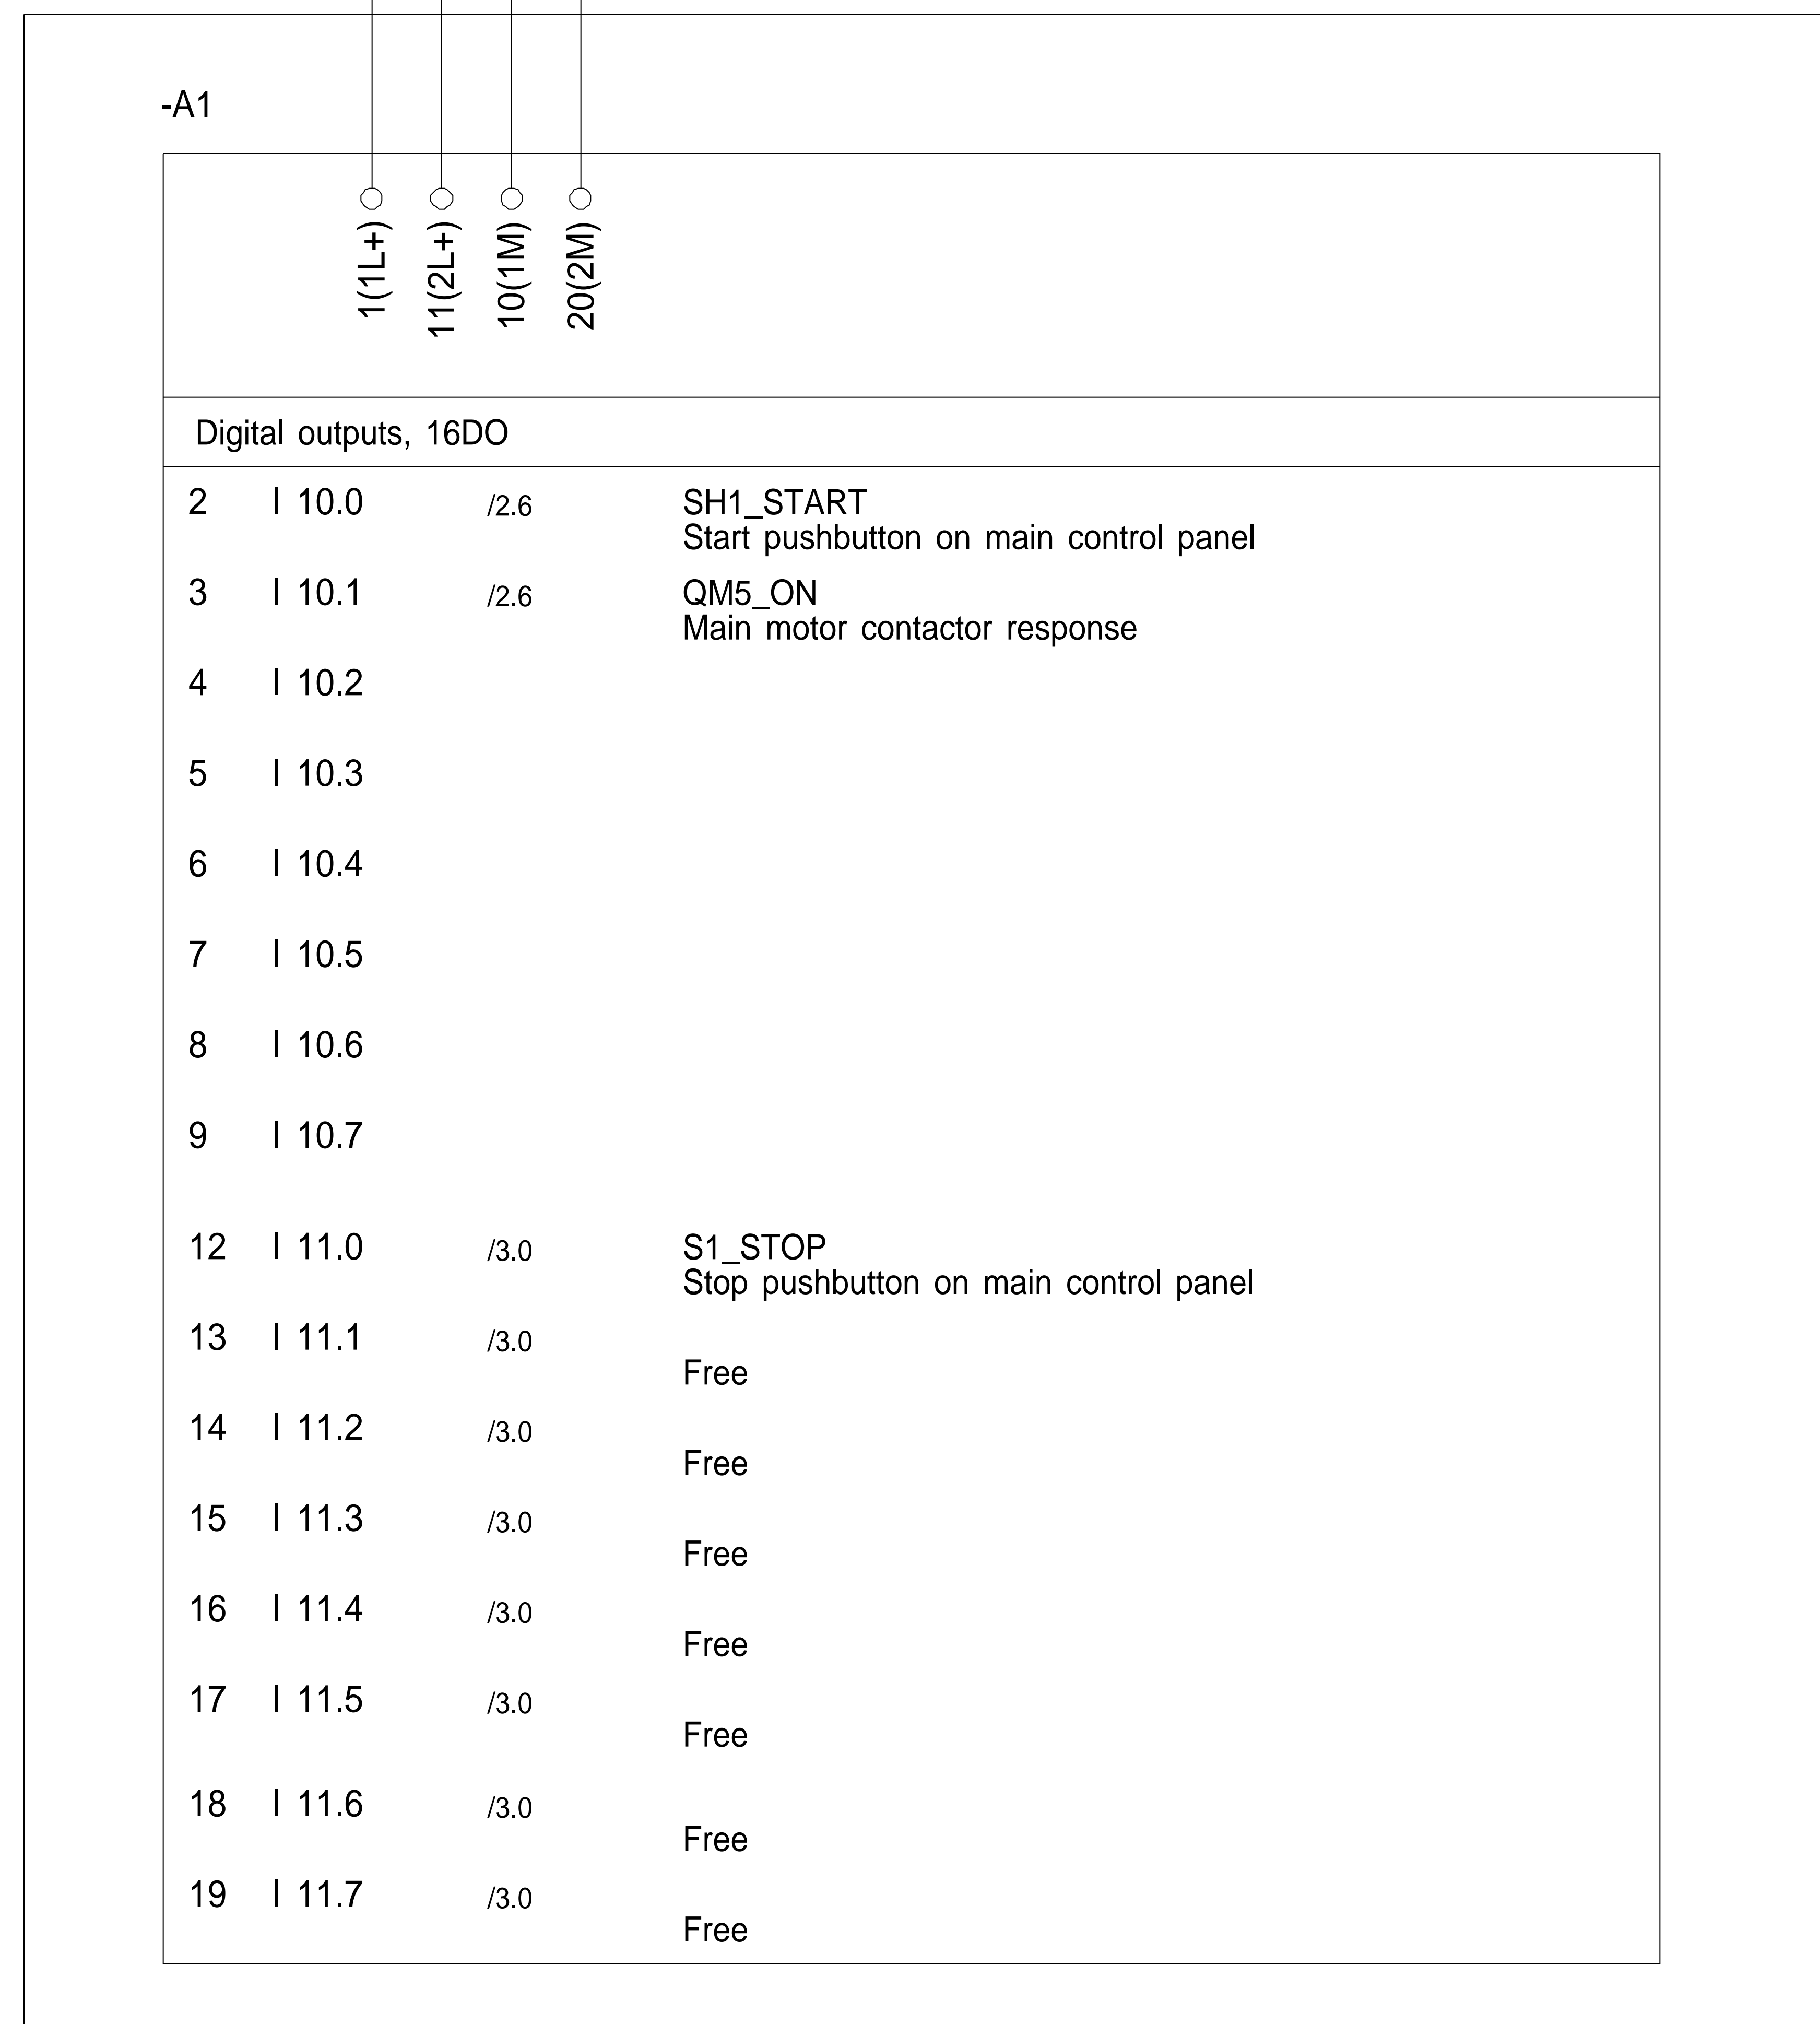 -A1
1(1L+) 11(2L+) 10(1M) 20(2M)
Digital outputs, 16DO
2 I 10.0 /2.6 SH1_START
Start pushbutton on main control panel
3 I 10.1 /2.6 QM5_ON
Main motor contactor response
4 I 10.2
5 I 10.3
6 I 10.4
7 I 10.5
8 I 10.6
9 I 10.7
12 I 11.0 /3.0 S1_STOP
Stop pushbutton on main control panel
13 I 11.1 /3.0
Free
14 I 11.2 /3.0
Free
15 I 11.3 /3.0
Free
16 I 11.4 /3.0
Free
17 I 11.5 /3.0
Free
18 I 11.6 /3.0
Free
19 I 11.7 /3.0
Free